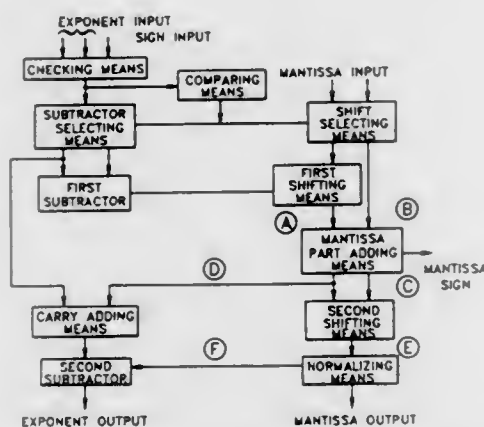 EXPONENT INPUT
SIGN INPUT
CHECKING MEANS
COMPARING
MEANS
MANTISSA INPUT
SUBTRACTOR
SELECTING
MEANS
SHIFT
SELECTING
MEANS
FIRST
SUBTRACTOR
FIRST
SHIFTING
MEANS
A
B
MANTISSA
PART ADDING
MEANS
MANTISSA
SIGN
D
C
CARRY ADDING
MEANS
SECOND
SHIFTING
MEANS
F
E
SECOND
SUBTRACTOR
NORMALIZING
MEANS
EXPONENT OUTPUT
MANTISSA OUTPUT